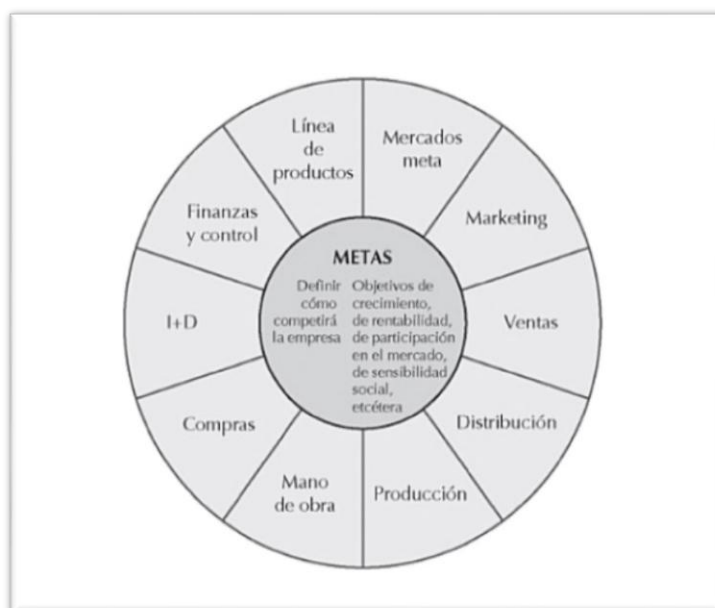 Línea
de
productos
Mercados
meta
Marketing
Ventas
Distribución
Producción
Mano
de obra
Compras
I+D
Finanzas
y control
METAS
Definir
cómo
competirá
la empresa
Objetivos de
crecimiento,
de rentabilidad,
de participación
en el mercado,
de sensibilidad
social,
etcétera